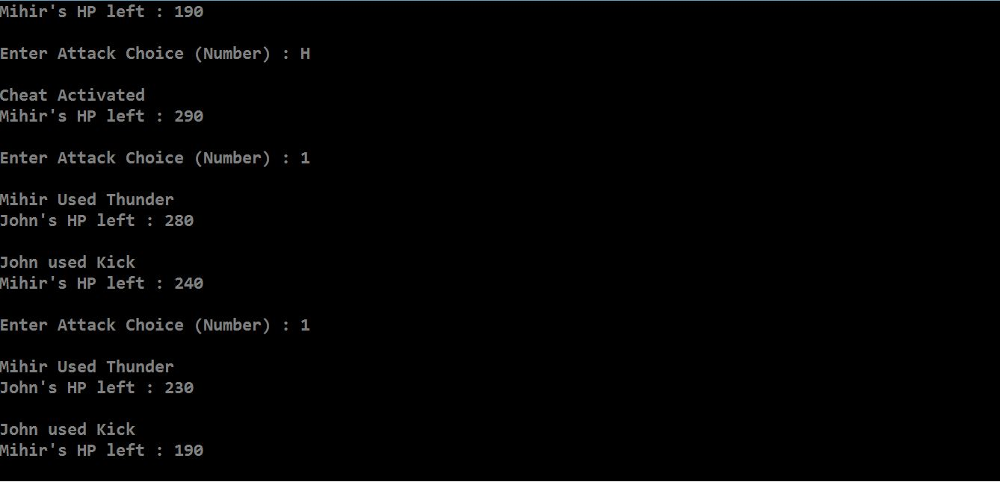 Mihir's HP left : 190
Enter Attack Choice (Number) : H
Cheat Activated
Mihir's HP left : 290
Enter Attack Choice (Number) : 1
Mihir Used Thunder
John's HP left : 280
John used Kick
Mihir's HP left : 240
Enter Attack Choice (Number) : 1
Mihir Used Thunder
John's HP left : 230
John used Kick
Mihir's HP left : 190